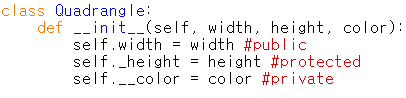 class Quadrangle:
    def __init__(self, width, height, color):
        self.width = width #public
        self._height = height #protected
        self.__color = color #private